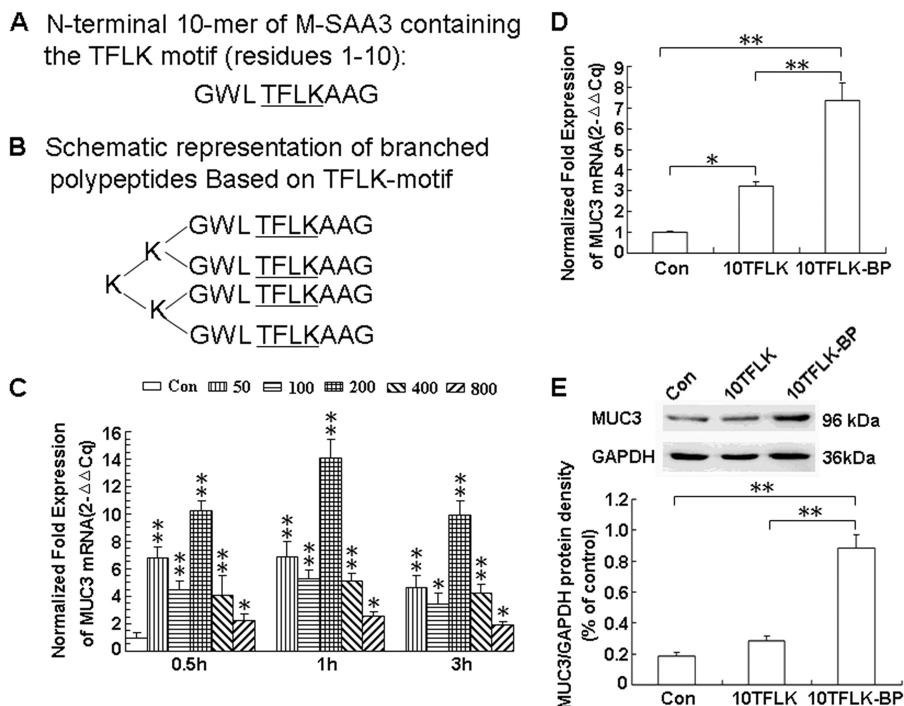 A N-terminal 10-mer of M-SAA3 containing
the TFLK motif (residues 1-10):
GWL TFLKAAG
B Schematic representation of branched
polypeptides Based on TFLK-motif
GWL TFLKAAG
K
GWL TFLKAAG
K
GWL TFLKAAG
K
GWL TFLKAAG
C
Con 50 100 200 400 800
Normalized Fold Expression
of MUC3 mRNA(2-△△Cq)
16
14
12
10
8
6
4
2
0
** ** ** ** *
** ** ** ** *
** * ** ** *
0.5h 1h 3h
D
Normalized Fold Expression
of MUC3 mRNA(2-△△Cq)
9
8
7
6
5
4
3
2
1
0
**
**
*
Con 10TFLK 10TFLK-BP
E
Con 10TFLK 10TFLK-BP
MUC3 96 kDa
GAPDH 36kDa
MUC3/GAPDH protein density
(% of control)
1.2
1.0
0.8
0.6
0.4
0.2
0
**
**
Con 10TFLK 10TFLK-BP